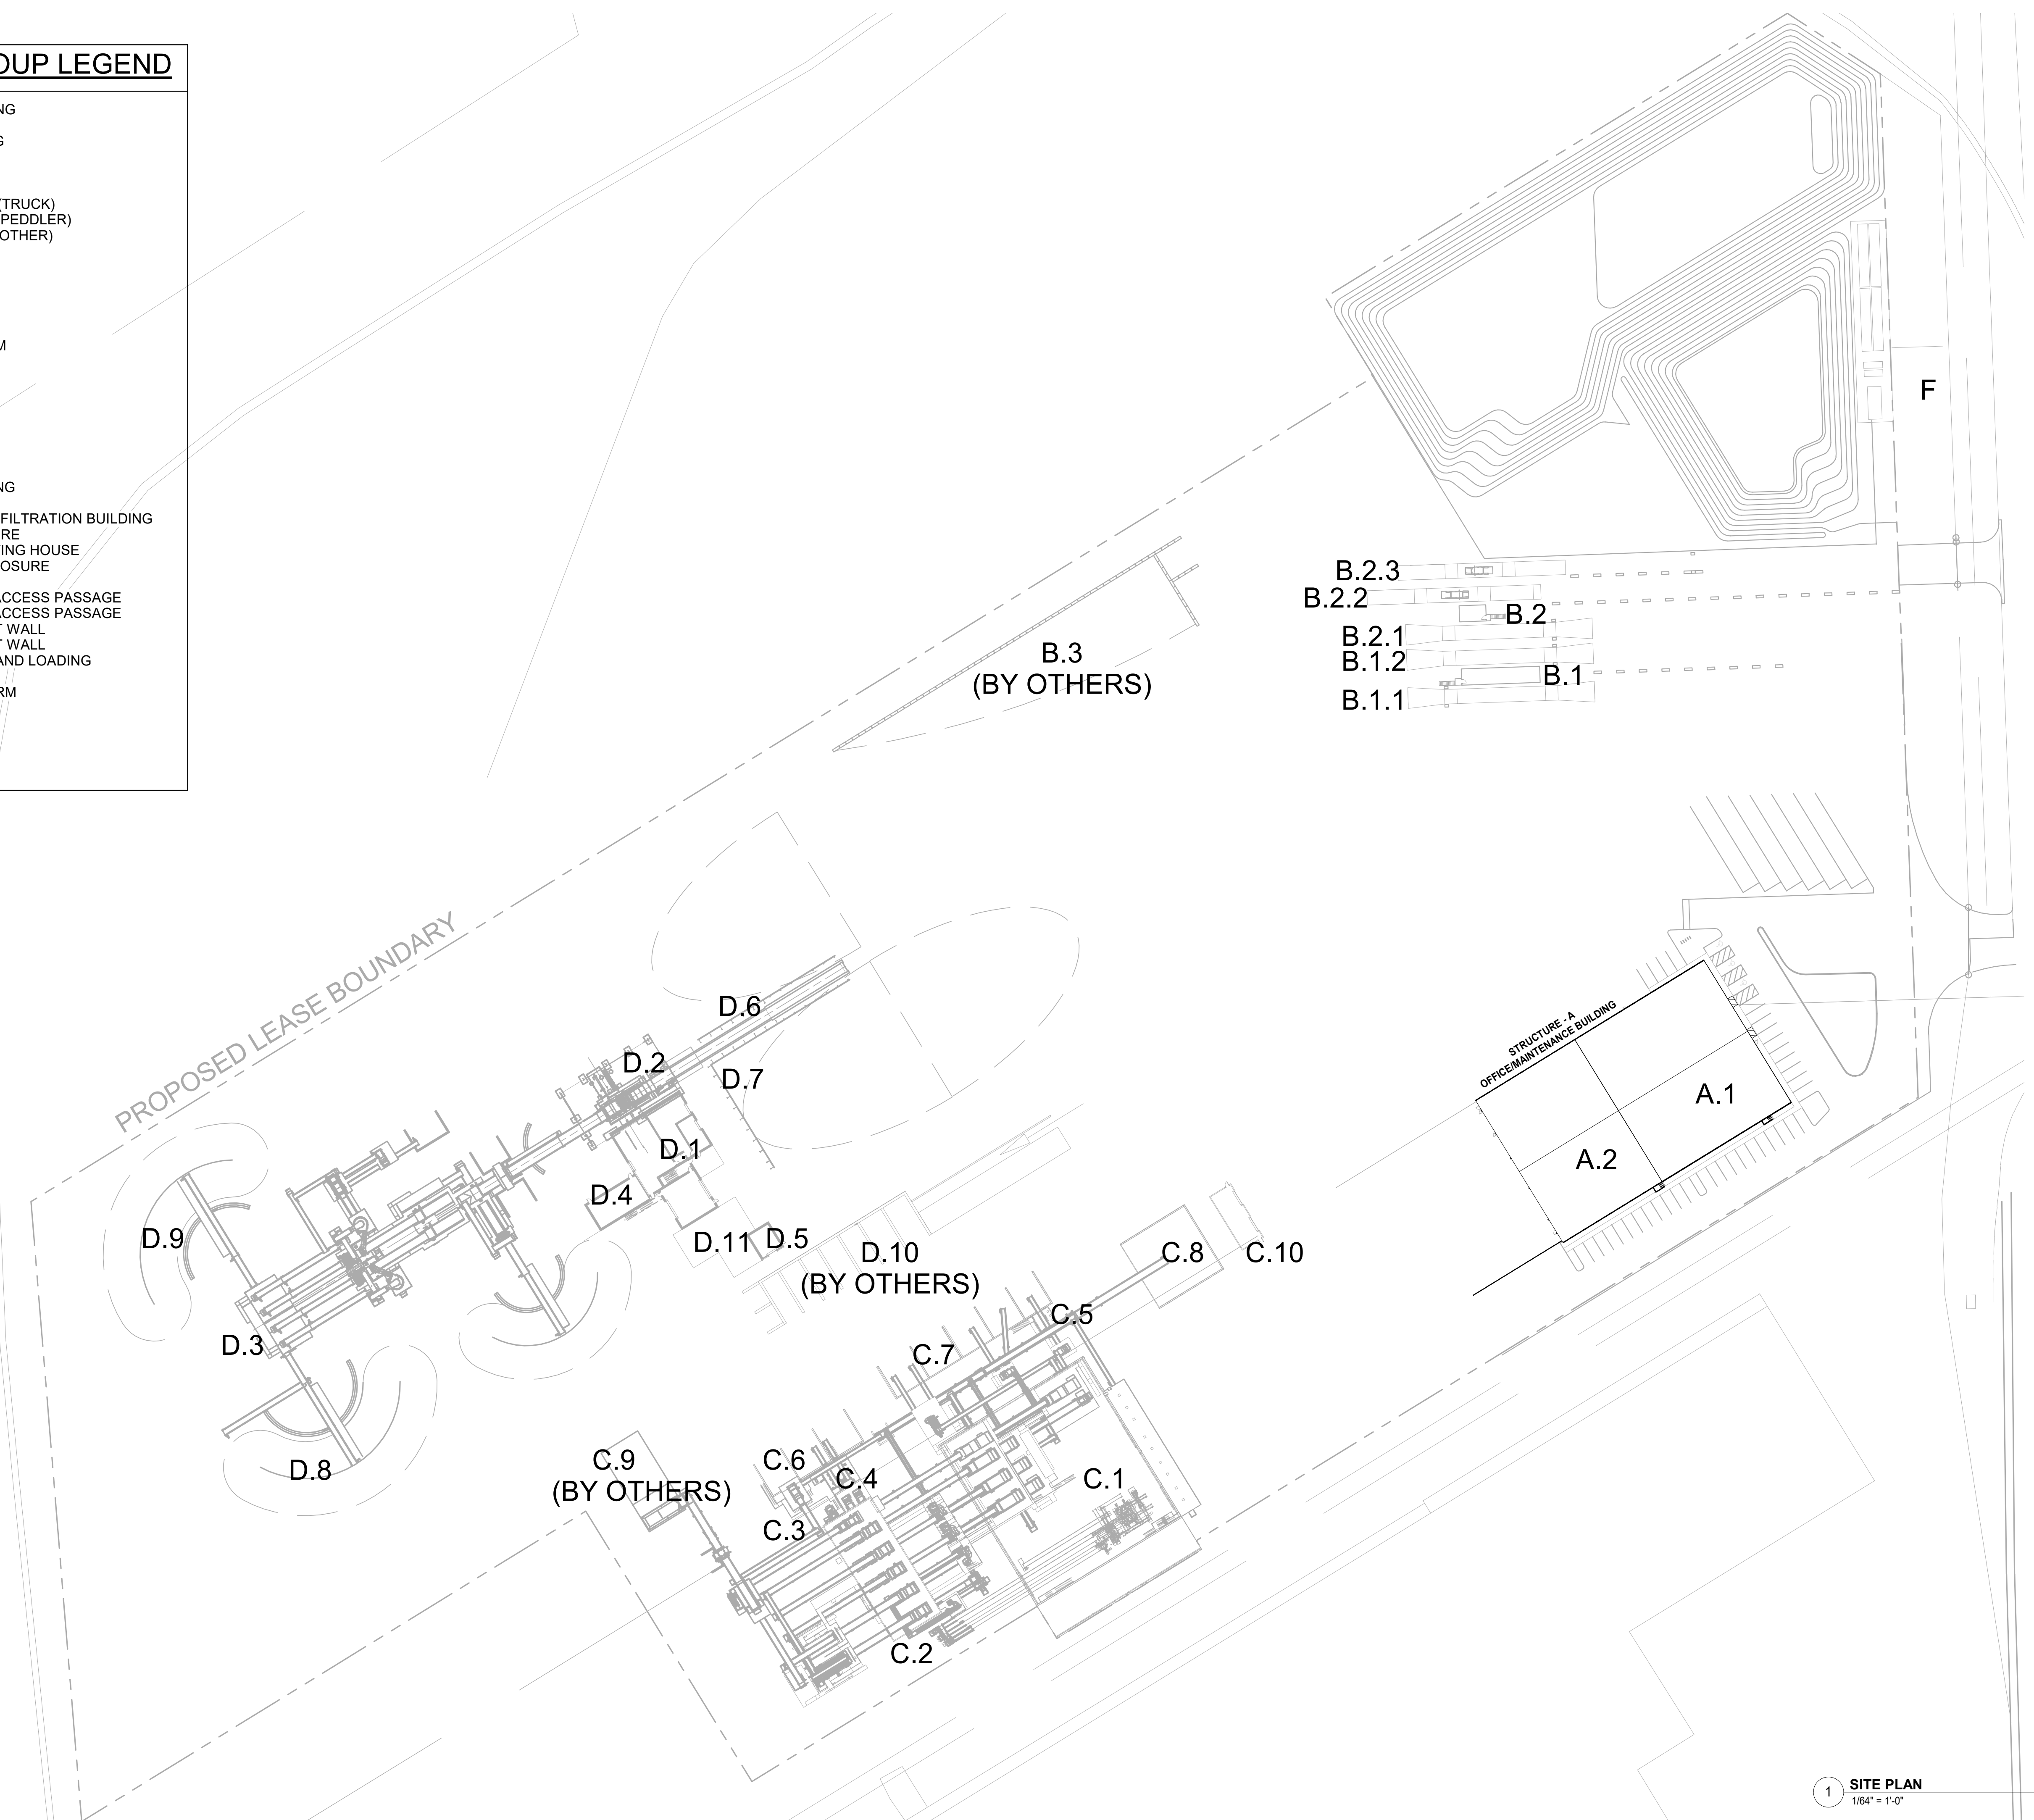 OUP LEGEND
NG
G
(TRUCK)
PEDDLER)
OTHER)
M
NG
FILTRATION BUILDING
RE
TING HOUSE
OSURE
ACCESS PASSAGE
ACCESS PASSAGE
T WALL
T WALL
AND LOADING
RM
F
B.2.3
B.2.2
B.2
B.2.1
B.1.2
B.1
B.1.1
B.3
(BY OTHERS)
PROPOSED LEASE BOUNDARY
STRUCTURE - A
OFFICE/MAINTENANCE BUILDING
A.1
A.2
D.6
D.2
D.7
D.1
D.4
D.9
D.11
D.5
D.10
(BY OTHERS)
D.3
D.8
C.8
C.10
C.5
C.7
C.9
(BY OTHERS)
C.6
C.4
C.1
C.3
C.2
1
SITE PLAN
1/64" = 1'-0"